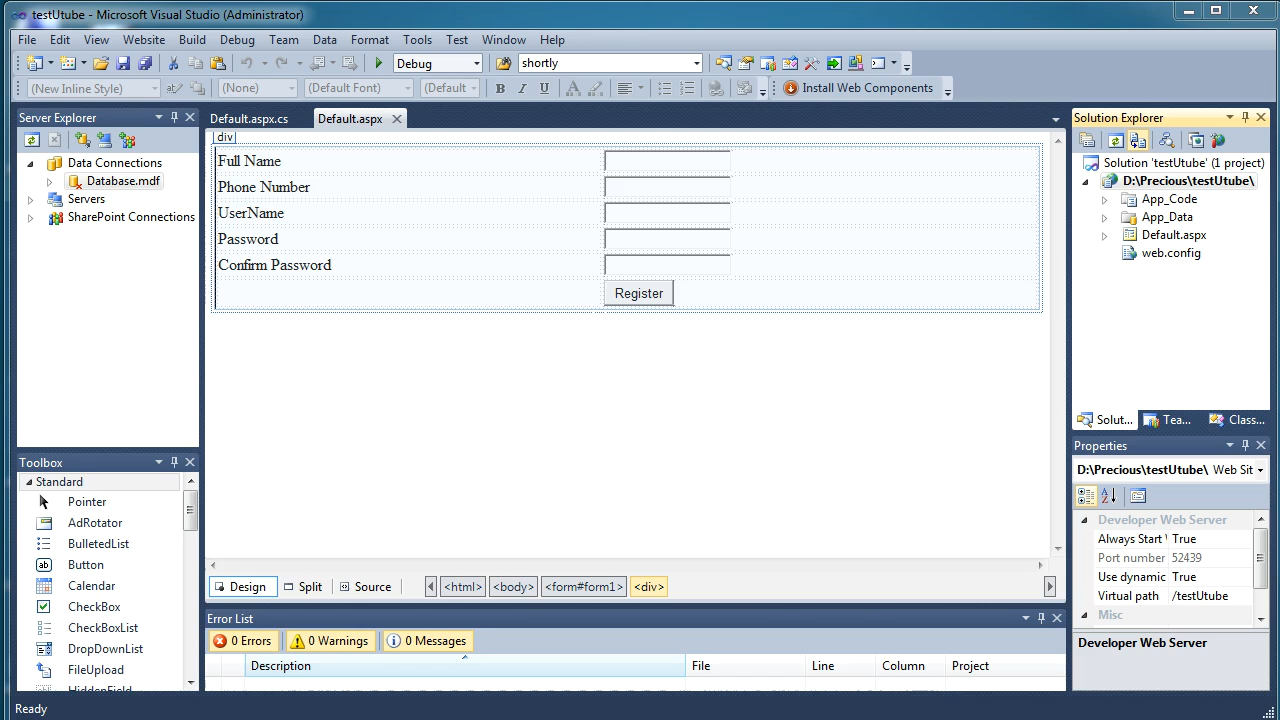 testUtube - Microsoft Visual Studio (Administrator)
File Edit View Website Build Debug Team Data Format Tools Test Window Help
Debug shortly
(New Inline Style) (None) (Default Font) (Default B I U A Install Web Components
Server Explorer
Data Connections
Database.mdf
Servers
SharePoint Connections
Toolbox
Standard
Pointer
AdRotator
BulletedList
Button
Calendar
CheckBox
CheckBoxList
DropDownList
FileUpload
HiddenField
Default.aspx.cs Default.aspx
div
Full Name
Phone Number
UserName
Password
Confirm Password
Register
Design Split Source <html> <body> <form#form1> <div>
Error List
0 Errors 0 Warnings 0 Messages
Description File Line Column Project
Solution Explorer
Solution 'testUtube' (1 project)
D:\Precious\testUtube\
App_Code
App_Data
Default.aspx
web.config
Solut... Tea... Class...
Properties
D:\Precious\testUtube\ Web Sit
Developer Web Server
Always Start True
Port number 52439
Use dynamic True
Virtual path /testUtube
Misc
Developer Web Server
Ready